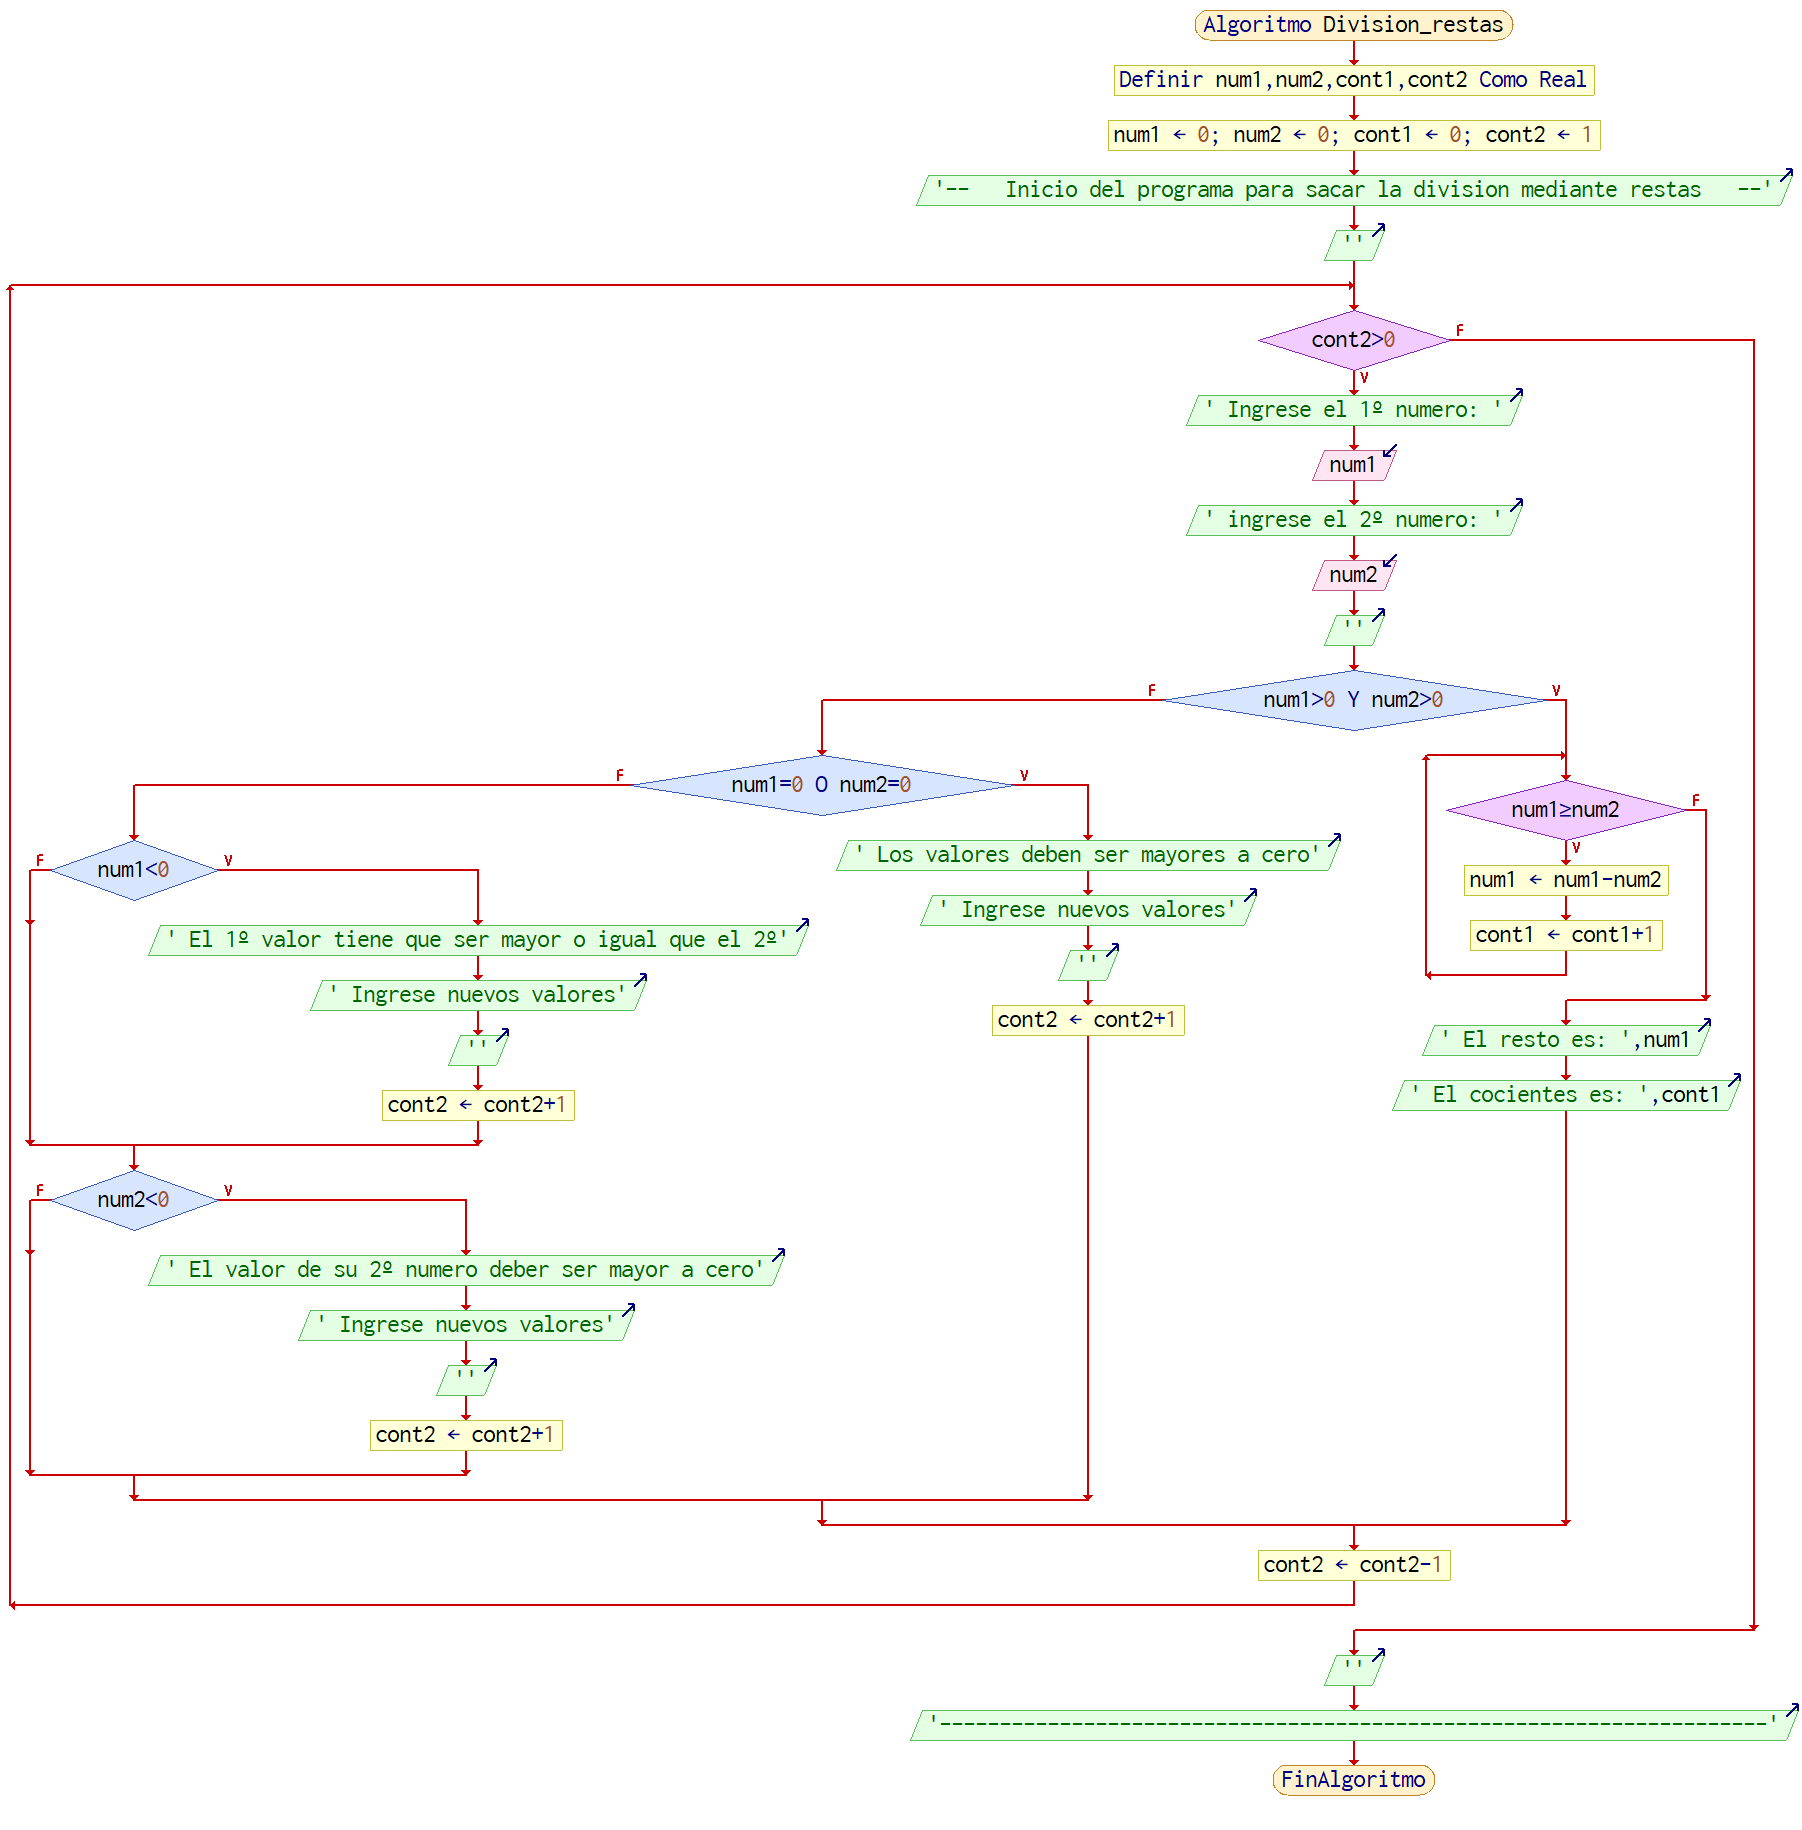 Algoritmo Division_restas
Definir num1,num2,cont1,cont2 Como Real
num1 ← 0; num2 ← 0; cont1 ← 0; cont2 ← 1
'--   Inicio del programa para sacar la division mediante restas   --'
''
cont2>0
F
V
' Ingrese el 1º numero: '
num1
' ingrese el 2º numero: '
num2
''
num1>0 Y num2>0
F
V
num1=0 O num2=0
F
V
num1≥num2
F
V
num1 ← num1-num2
cont1 ← cont1+1
' El resto es: ',num1
' El cocientes es: ',cont1
' Los valores deben ser mayores a cero'
' Ingrese nuevos valores'
''
cont2 ← cont2+1
num1<0
F
V
' El 1º valor tiene que ser mayor o igual que el 2º'
' Ingrese nuevos valores'
''
cont2 ← cont2+1
num2<0
F
V
' El valor de su 2º numero deber ser mayor a cero'
' Ingrese nuevos valores'
''
cont2 ← cont2+1
cont2 ← cont2-1
''
'---------------------------------------------------------------------'
FinAlgoritmo